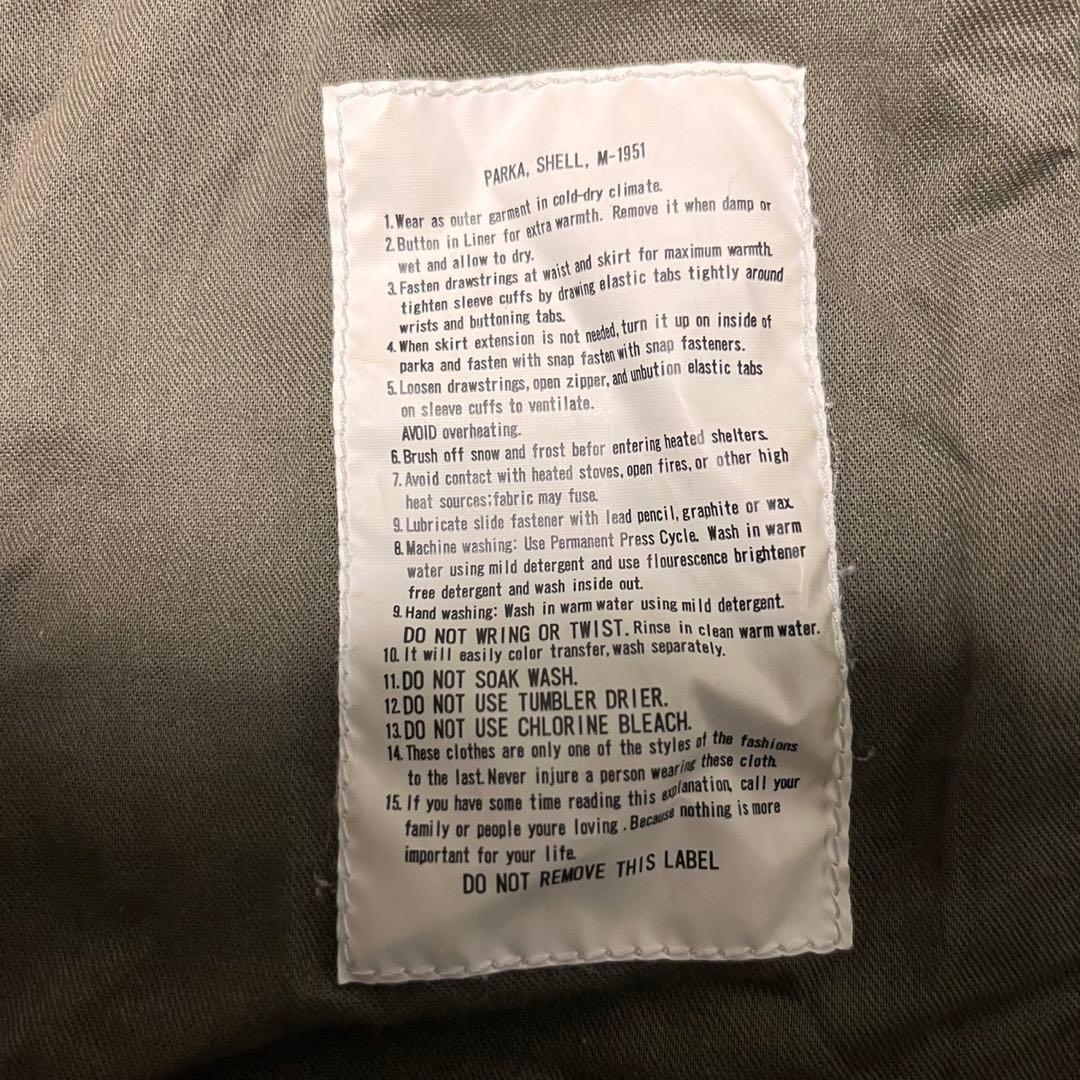 PARKA, SHELL, M-1951
1.Wear as outer garment in cold-dry climate.
2.Button in Liner for extra warmth. Remove it when damp or
wet and allow to dry.
3.Fasten drawstrings at waist and skirt for maximum warmth.
tighten sleeve cuffs by drawing elastic tabs tightly around
wrists and buttoning tabs.
4.When skirt extension is not needed, turn it up on inside of
parka and fasten with snap fasten with snap fasteners.
5.Loosen drawstrings, open zipper, and unbution elastic tabs
on sleeve cuffs to ventilate.
AVOID overheating.
6.Brush off snow and frost befor entering heated shelters.
7.Avoid contact with heated stoves, open fires, or other high
heat sources;fabric may fuse.
9.Lubricate slide fastener with lead pencil, graphite or wax.
8.Machine washing: Use Permanent Press Cycle. Wash in warm
water using mild detergent and use flourescence brightener
free detergent and wash inside out.
9.Hand washing: Wash in warm water using mild detergent.
DO NOT WRING OR TWIST. Rinse in clean warm water.
10.It will easily color transfer, wash separately.
11.DO NOT SOAK WASH.
12.DO NOT USE TUMBLER DRIER.
13.DO NOT USE CHLORINE BLEACH.
14.These clothes are only one of the styles of the fashions
to the last. Never injure a person wearing these cloth.
15.If you have some time reading this explanation, call your
family or people youre loving .Because nothing is more
important for your life.
DO NOT REMOVE THIS LABEL